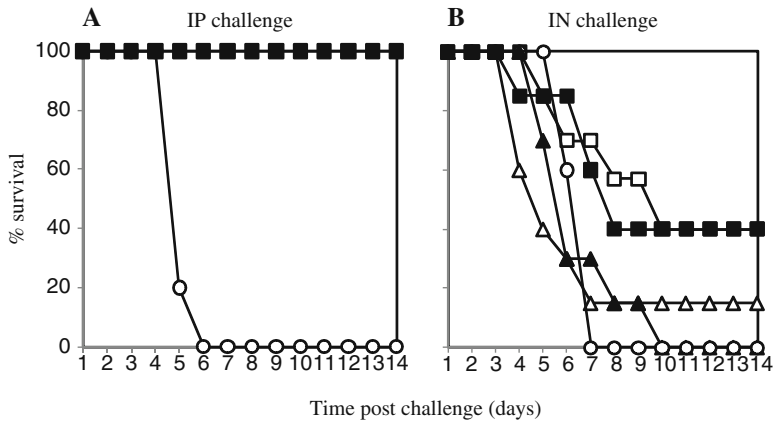 A IP challenge
B IN challenge
% survival
100
80
60
40
20
0
1 2 3 4 5 6 7 8 9 10 11 12 13 14
1 2 3 4 5 6 7 8 9 10 11 12 13 14
Time post challenge (days)